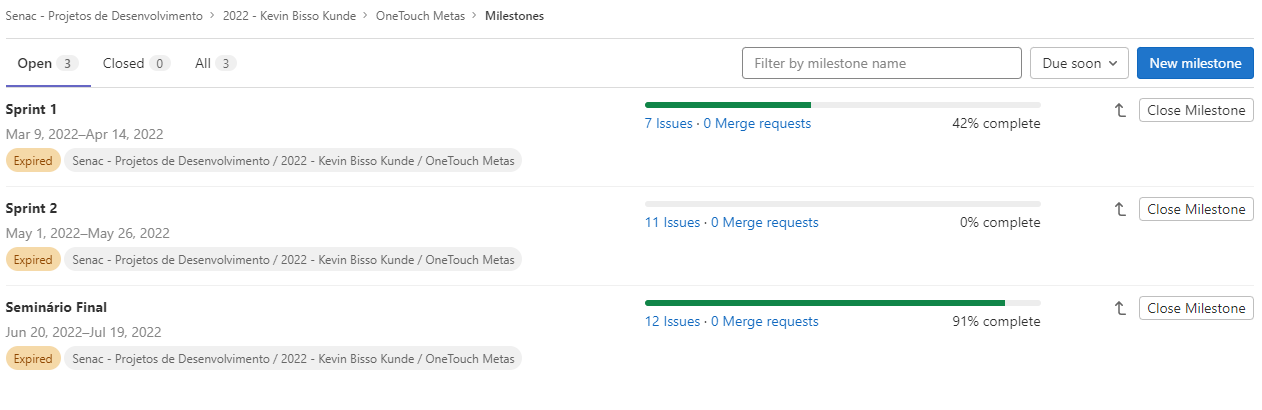 Senac - Projetos de Desenvolvimento > 2022 - Kevin Bisso Kunde > OneTouch Metas > Milestones
Open 3 Closed 0 All 3 Filter by milestone name Due soon New milestone
Sprint 1
Mar 9, 2022–Apr 14, 2022
Expired Senac - Projetos de Desenvolvimento / 2022 - Kevin Bisso Kunde / OneTouch Metas
7 Issues · 0 Merge requests 42% complete
Close Milestone
Sprint 2
May 1, 2022–May 26, 2022
Expired Senac - Projetos de Desenvolvimento / 2022 - Kevin Bisso Kunde / OneTouch Metas
11 Issues · 0 Merge requests 0% complete
Close Milestone
Seminário Final
Jun 20, 2022–Jul 19, 2022
Expired Senac - Projetos de Desenvolvimento / 2022 - Kevin Bisso Kunde / OneTouch Metas
12 Issues · 0 Merge requests 91% complete
Close Milestone